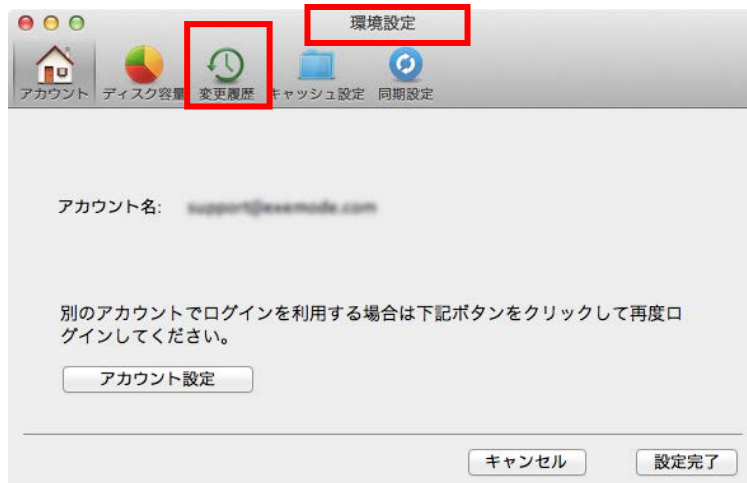 環境設定
アカウント ディスク容量 変更履歴 キャッシュ設定 同期設定
アカウント名:
別のアカウントでログインを利用する場合は下記ボタンをクリックして再度ロ
グインしてください。
アカウント設定
キャンセル 設定完了